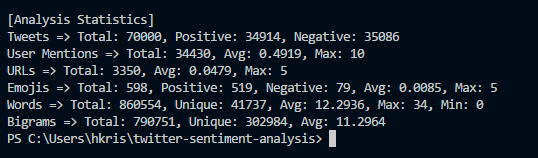 [Analysis Statistics]
Tweets => Total: 70000, Positive: 34914, Negative: 35086
User Mentions => Total: 34430, Avg: 0.4919, Max: 10
URLs => Total: 3350, Avg: 0.0479, Max: 5
Emojis => Total: 598, Positive: 519, Negative: 79, Avg: 0.0085, Max: 5
Words => Total: 860554, Unique: 41737, Avg: 12.2936, Max: 34, Min: 0
Bigrams => Total: 790751, Unique: 302984, Avg: 11.2964
PS C:\Users\hkris\twitter-sentiment-analysis>